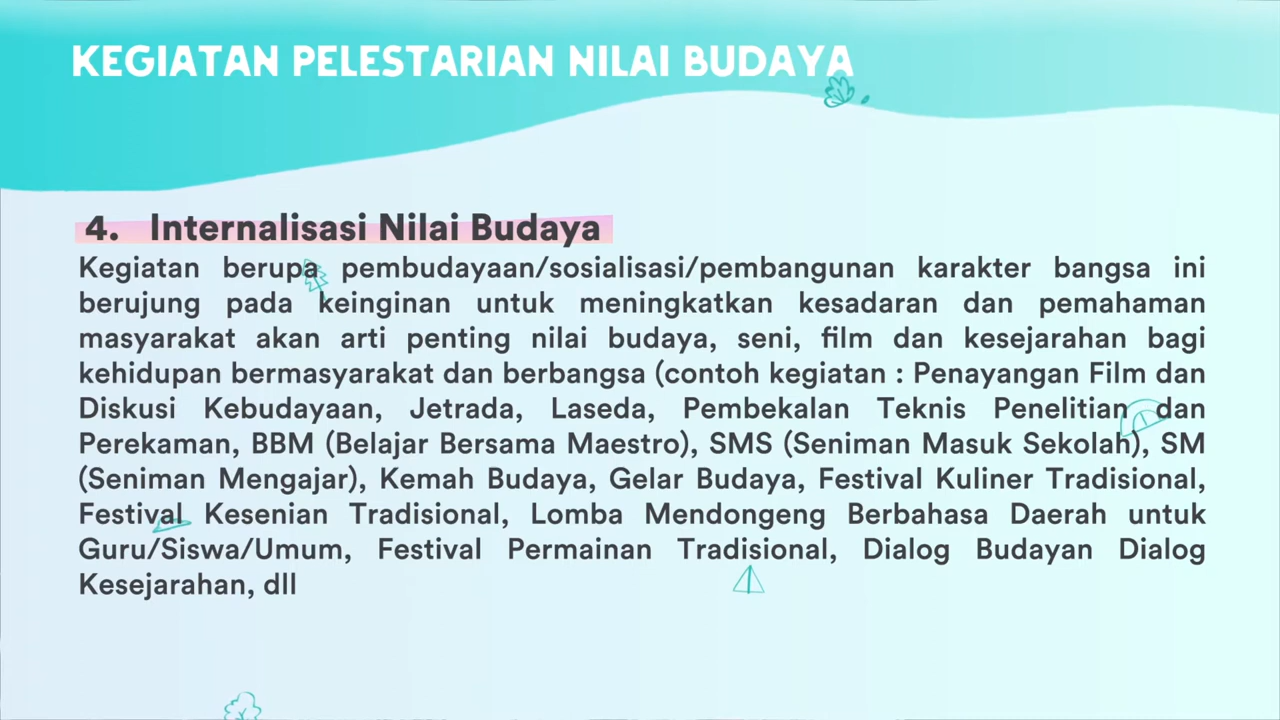 KEGIATAN PELESTARIAN NILAI BUDAYA
4. Internalisasi Nilai Budaya
Kegiatan berupa pembudayaan/sosialisasi/pembangunan karakter bangsa ini
berujung pada keinginan untuk meningkatkan kesadaran dan pemahaman
masyarakat akan arti penting nilai budaya, seni, film dan kesejarahan bagi
kehidupan bermasyarakat dan berbangsa (contoh kegiatan : Penayangan Film dan
Diskusi Kebudayaan, Jetrada, Laseda, Pembekalan Teknis Penelitian dan
Perekaman, BBM (Belajar Bersama Maestro), SMS (Seniman Masuk Sekolah), SM
(Seniman Mengajar), Kemah Budaya, Gelar Budaya, Festival Kuliner Tradisional,
Festival Kesenian Tradisional, Lomba Mendongeng Berbahasa Daerah untuk
Guru/Siswa/Umum, Festival Permainan Tradisional, Dialog Budayan Dialog
Kesejarahan, dll